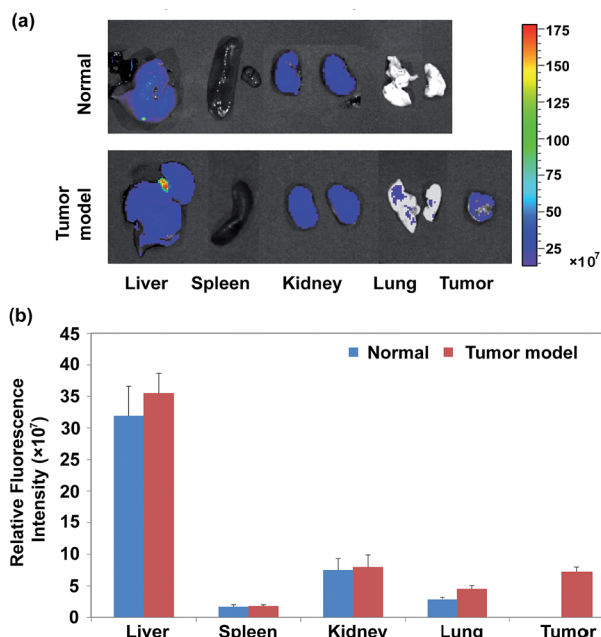 (a)
Normal
Tumor
model
Liver Spleen Kidney Lung Tumor
175
150
125
100
75
50
25
×10⁷
(b)
Relative Fluorescence
Intensity (×10⁷)
45
40
35
30
25
20
15
10
5
0
Normal Tumor model
Liver Spleen Kidney Lung Tumor